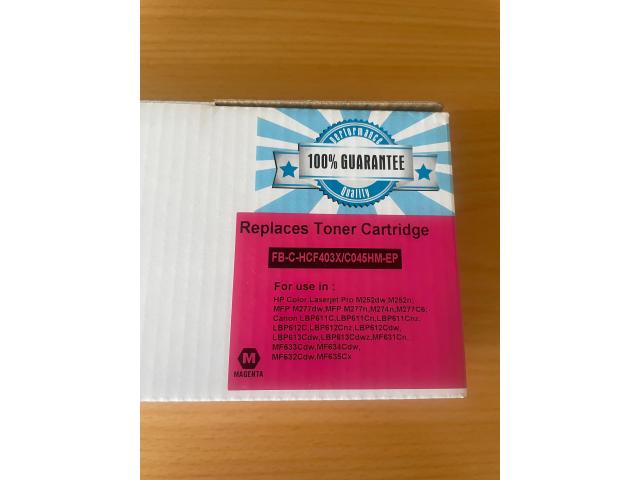 Performance
100% GUARANTEE
Quality
Replaces Toner Cartridge
FB-C-HCF403X/C045HM-EP
For use in :
HP Color Laserjet Pro M252dw,M252n,
MFP M277dw,MFP M277n,M274n,M277C6;
Canon LBP611C,LBP611Cn,LBP611Cnz,
LBP612C,LBP612Cnz,LBP612Cdw,
LBP613Cdw,LBP613Cdwz,MF631Cn,
MF633Cdw,MF634Cdw,
MF632Cdw,MF635Cx
M
MAGENTA